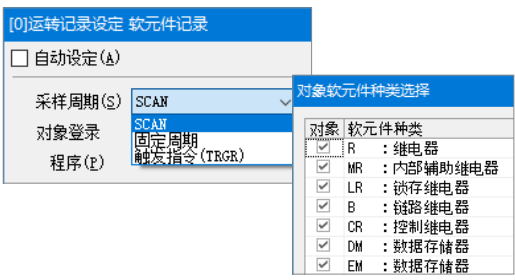 [0]运转记录设定 软元件记录
自动设定(A)
采样周期(S) SCAN
SCAN
对象登录 固定周期
程序(P) 触发指令(TRGR)
对象软元件种类选择
对象 软元件种类
R :继电器
MR :内部辅助继电器
LR :锁存继电器
B :链路继电器
CR :控制继电器
DM :数据存储器
EM :数据存储器